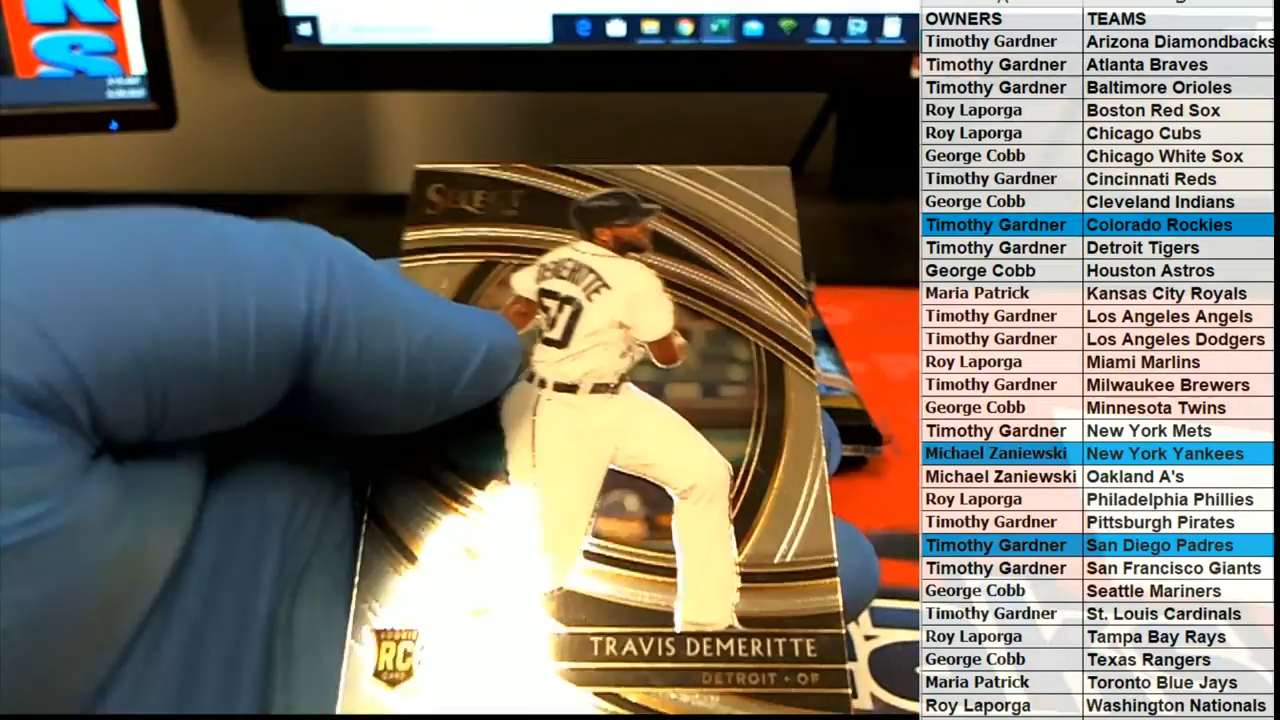 KS
SELECT
DEMERITTE
50
ROOKIE
RC
CARD
TRAVIS DEMERITTE
DETROIT • OF
OWNERS TEAMS
Timothy Gardner Arizona Diamondbacks
Timothy Gardner Atlanta Braves
Timothy Gardner Baltimore Orioles
Roy Laporga Boston Red Sox
Roy Laporga Chicago Cubs
George Cobb Chicago White Sox
Timothy Gardner Cincinnati Reds
George Cobb Cleveland Indians
Timothy Gardner Colorado Rockies
Timothy Gardner Detroit Tigers
George Cobb Houston Astros
Maria Patrick Kansas City Royals
Timothy Gardner Los Angeles Angels
Timothy Gardner Los Angeles Dodgers
Roy Laporga Miami Marlins
Timothy Gardner Milwaukee Brewers
George Cobb Minnesota Twins
Timothy Gardner New York Mets
Michael Zaniewski New York Yankees
Michael Zaniewski Oakland A's
Roy Laporga Philadelphia Phillies
Timothy Gardner Pittsburgh Pirates
Timothy Gardner San Diego Padres
Timothy Gardner San Francisco Giants
George Cobb Seattle Mariners
Timothy Gardner St. Louis Cardinals
Roy Laporga Tampa Bay Rays
George Cobb Texas Rangers
Maria Patrick Toronto Blue Jays
Roy Laporga Washington Nationals